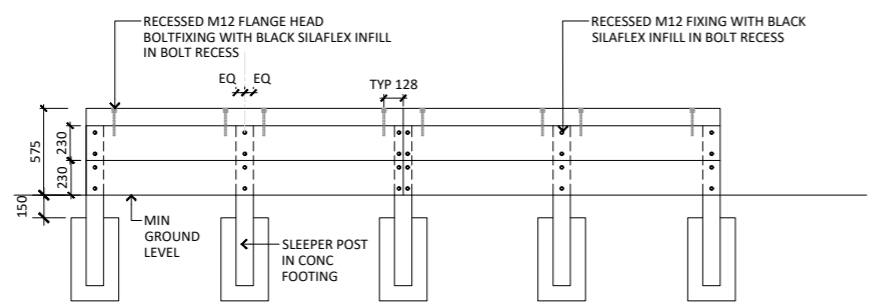 RECESSED M12 FLANGE HEAD
BOLTFIXING WITH BLACK SILAFLEX INFILL
IN BOLT RECESS
RECESSED M12 FIXING WITH BLACK
SILAFLEX INFILL IN BOLT RECESS
EQ EQ
TYP 128
575
230
230
150
MIN
GROUND
LEVEL
SLEEPER POST
IN CONC
FOOTING